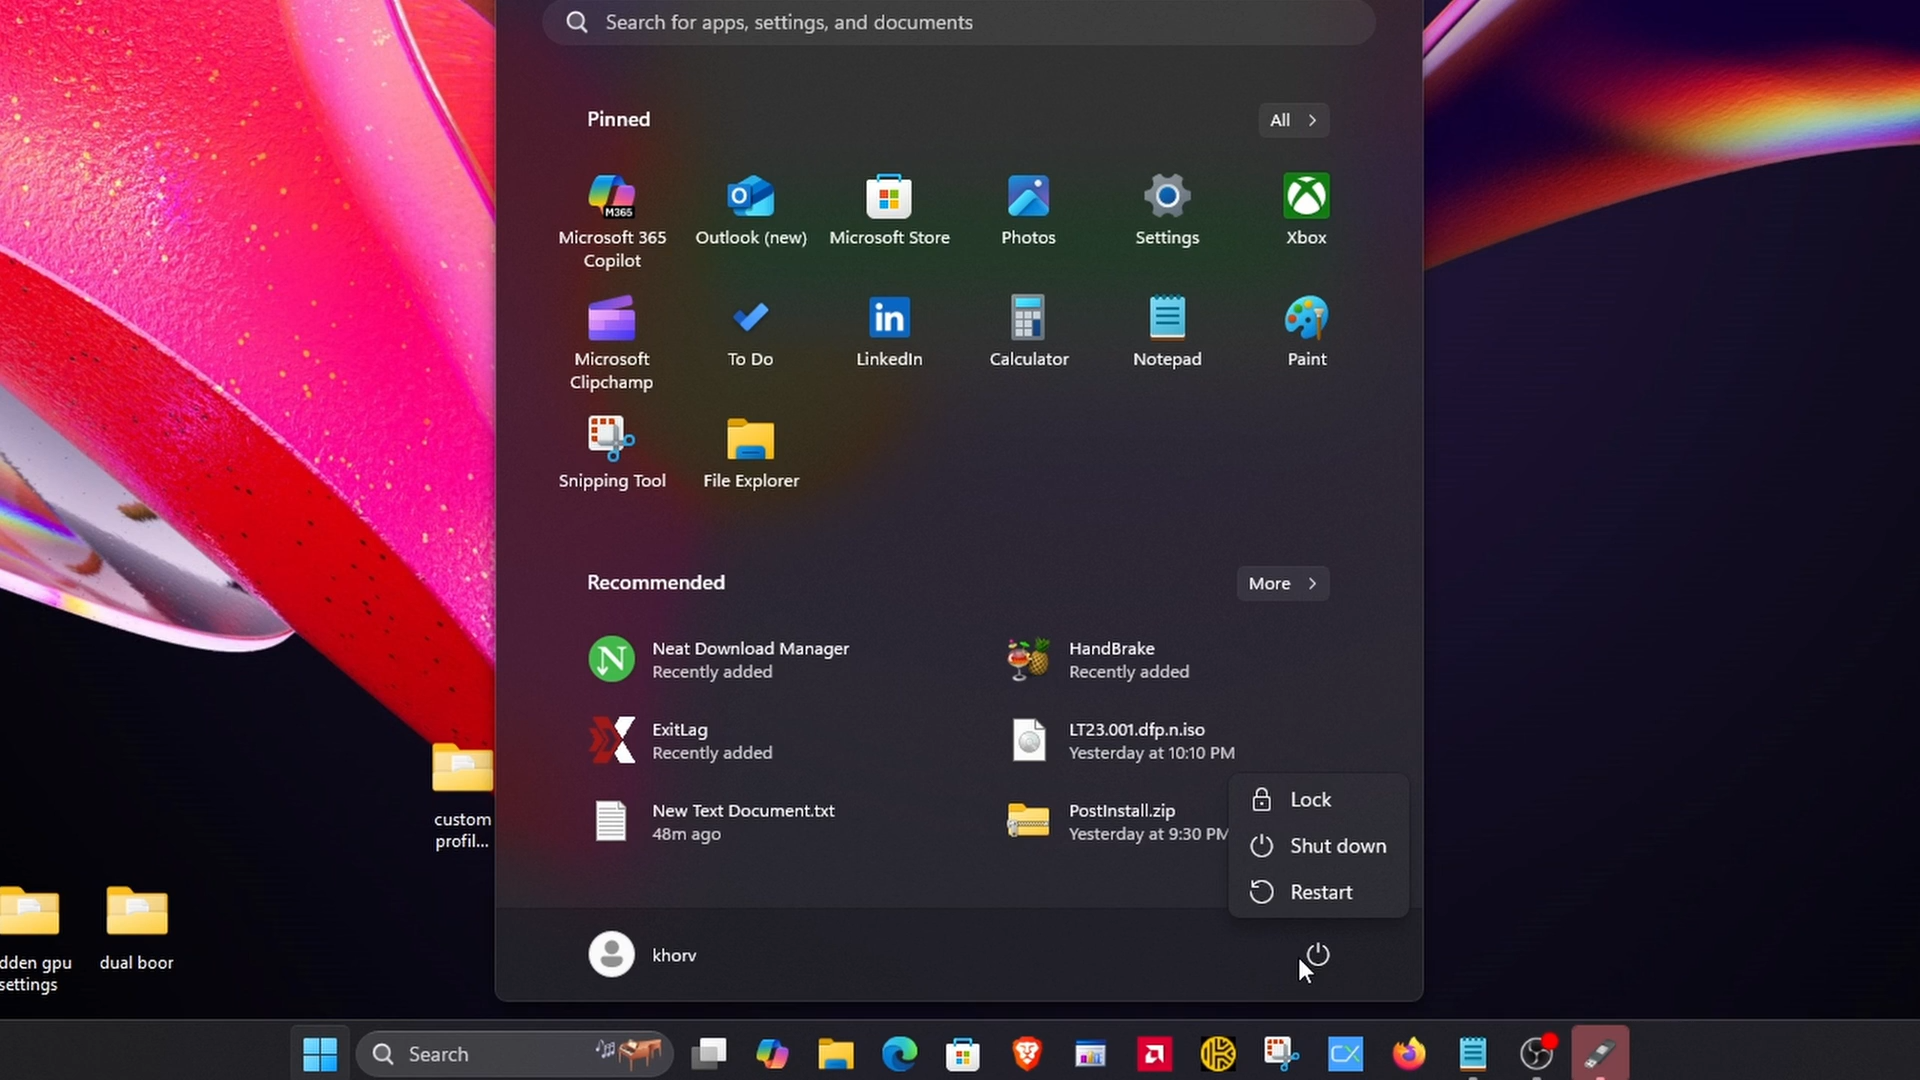 Search for apps, settings, and documents
Pinned
All
M365
Microsoft 365
Copilot
Outlook (new)
Microsoft Store
Photos
Settings
Xbox
Microsoft
Clipchamp
To Do
LinkedIn
Calculator
Notepad
Paint
Snipping Tool
File Explorer
Recommended
More
Neat Download Manager
Recently added
HandBrake
Recently added
ExitLag
Recently added
LT23.001.dfp.n.iso
Yesterday at 10:10 PM
New Text Document.txt
48m ago
PostInstall.zip
Yesterday at 9:30 PM
Lock
Shut down
Restart
khorv
custom
profil...
dden gpu
settings
dual boor
Search
CX